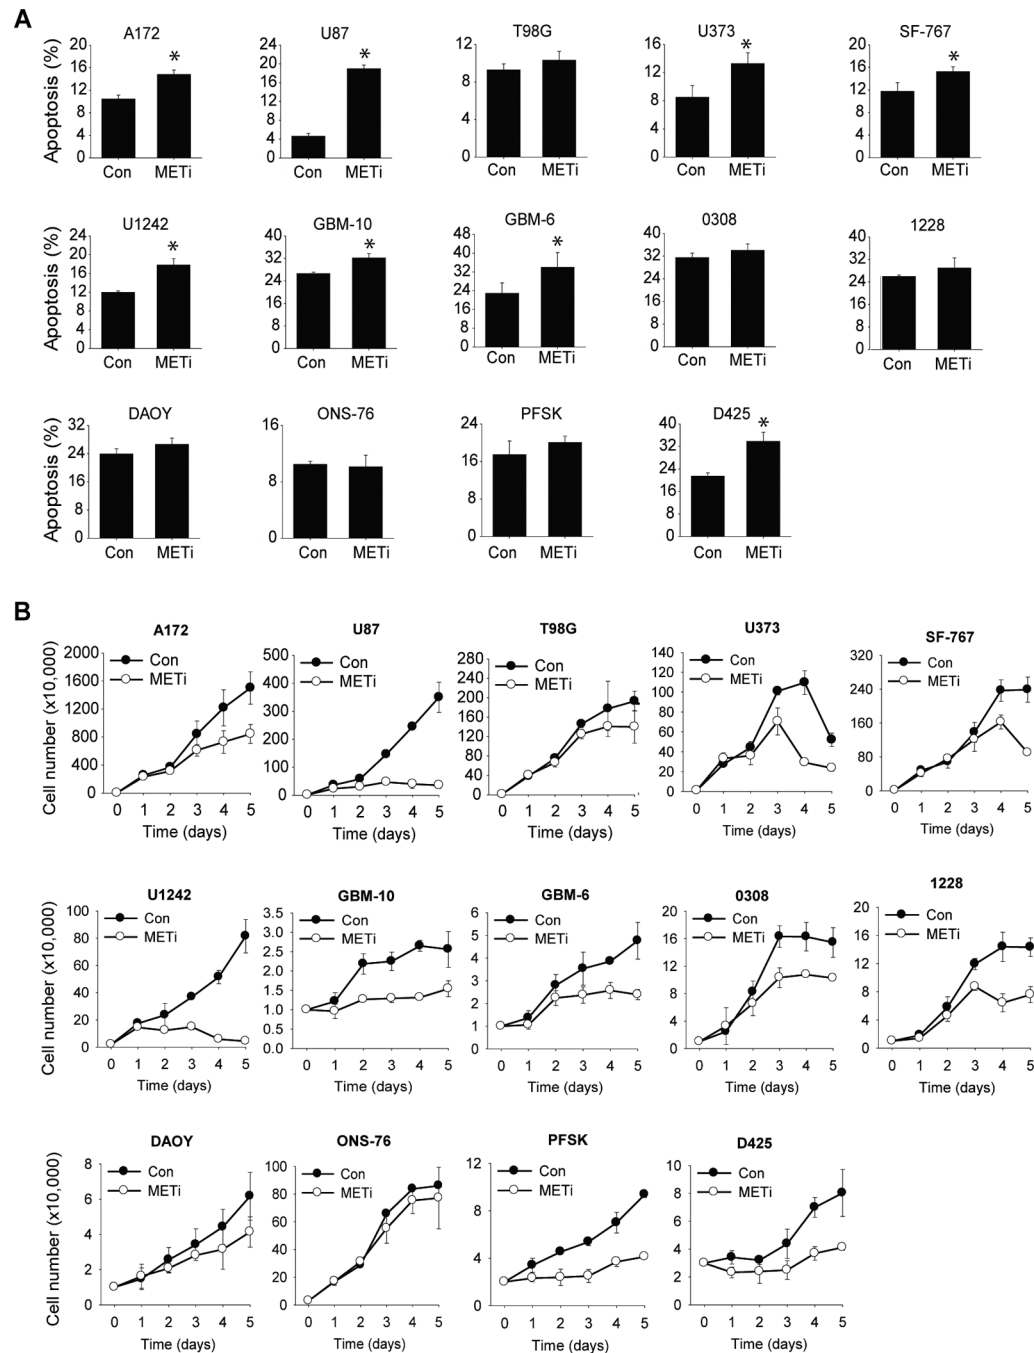 A
A172
U87
T98G
U373
SF-767
Apoptosis (%)
20
16
12
8
4
0
*
Con
METi
24
20
16
12
8
4
0
*
Con
METi
12
8
4
0
Con
METi
16
12
8
4
0
*
Con
METi
20
16
12
8
4
0
*
Con
METi
U1242
GBM-10
GBM-6
0308
1228
Apoptosis (%)
24
20
16
12
8
4
0
*
Con
METi
40
32
24
16
8
0
*
Con
METi
48
40
32
24
16
8
0
*
Con
METi
40
32
24
16
8
0
Con
METi
40
32
24
16
8
0
Con
METi
DAOY
ONS-76
PFSK
D425
Apoptosis (%)
32
24
16
8
0
Con
METi
16
8
0
Con
METi
24
16
8
0
Con
METi
40
32
24
16
8
0
*
Con
METi
B
A172
U87
T98G
U373
SF-767
Cell number (x10,000)
2000
1600
1200
800
400
0
Con
METi
0 1 2 3 4 5
Time (days)
500
400
300
200
100
0
Con
METi
0 1 2 3 4 5
Time (days)
280
240
200
160
120
80
40
0
Con
METi
0 1 2 3 4 5
Time (days)
140
120
100
80
60
40
20
0
Con
METi
0 1 2 3 4 5
Time (days)
320
240
160
80
0
Con
METi
0 1 2 3 4 5
Time (days)
U1242
GBM-10
GBM-6
0308
1228
Cell number (x10,000)
100
80
60
40
20
0
Con
METi
0 1 2 3 4 5
Time (days)
3.5
3.0
2.5
2.0
1.5
1.0
0.5
0.0
Con
METi
0 1 2 3 4 5
Time (days)
6
5
4
3
2
1
0
Con
METi
0 1 2 3 4 5
Time (days)
20
16
12
8
4
0
Con
METi
0 1 2 3 4 5
Time (days)
20
16
12
8
4
0
Con
METi
0 1 2 3 4 5
Time (days)
DAOY
ONS-76
PFSK
D425
Cell number (x10,000)
8
6
4
2
0
Con
METi
0 1 2 3 4 5
Time (days)
100
80
60
40
20
0
Con
METi
0 1 2 3 4 5
Time (days)
12
8
4
0
Con
METi
0 1 2 3 4 5
Time (days)
10
8
6
4
2
0
Con
METi
0 1 2 3 4 5
Time (days)